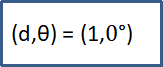 (d,θ) = (1,0°)